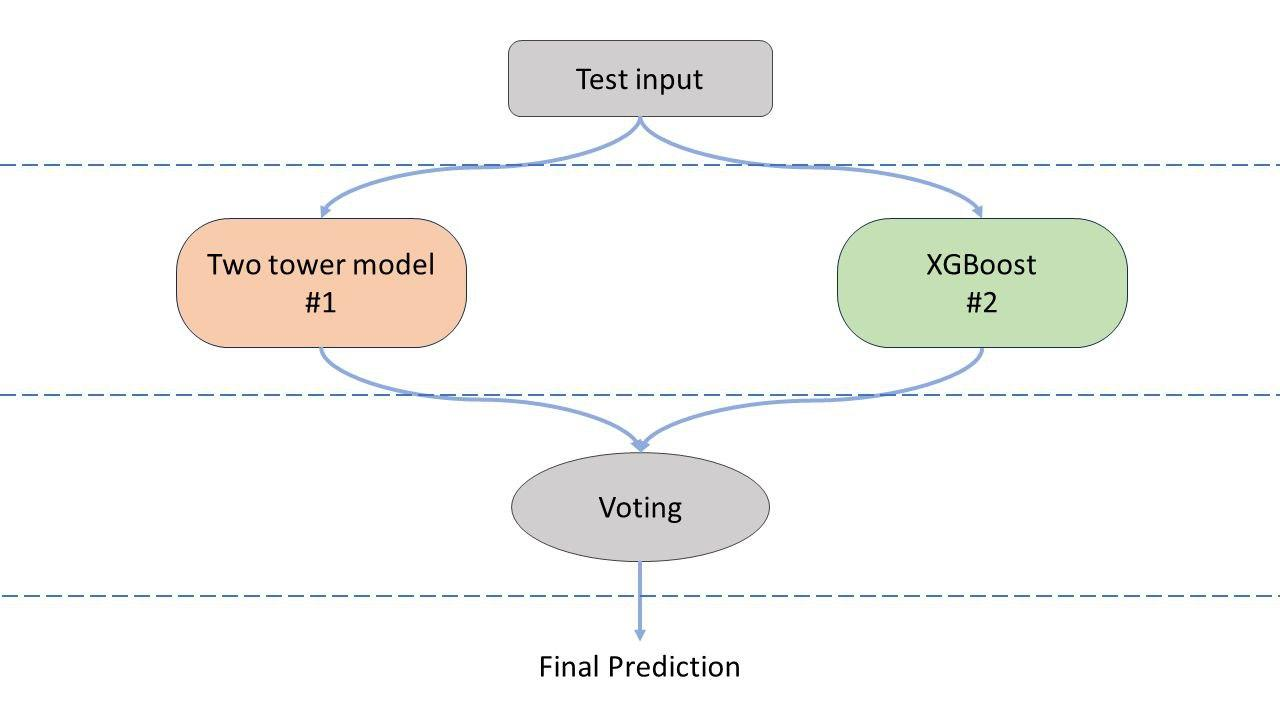 Test input
Two tower model
#1
XGBoost
#2
Voting
Final Prediction